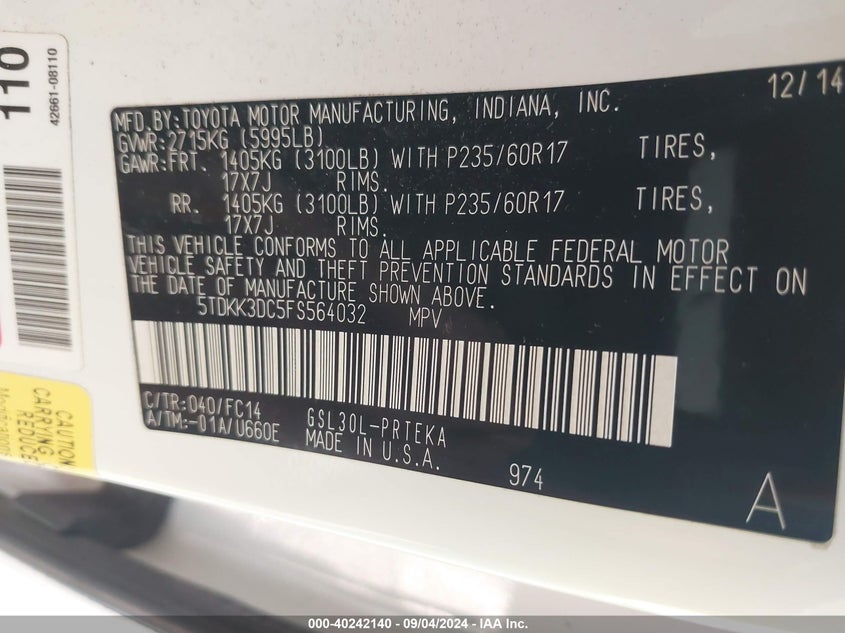 110
42661-08110
12/14
MFD.BY:TOYOTA MOTOR MANUFACTURING, INDIANA, INC.
GVWR:2715KG (5995LB)
GAWR:FRT. 1405KG (3100LB) WITH P235/60R17 TIRES,
17X7J RIMS.
RR. 1405KG (3100LB) WITH P235/60R17 TIRES,
17X7J RIMS.
THIS VEHICLE CONFORMS TO ALL APPLICABLE FEDERAL MOTOR
VEHICLE SAFETY AND THEFT PREVENTION STANDARDS IN EFFECT ON
THE DATE OF MANUFACTURE SHOWN ABOVE.
5TDKK3DC5FS564032 MPV
C/TR:040/FC14
A/TM:-01A/U660E
GSL30L-PRTEKA
MADE IN U.S.A.
974
A
CAUTION
CARRYING
REDUCE
000-40242140 - 09/04/2024 - IAA Inc.